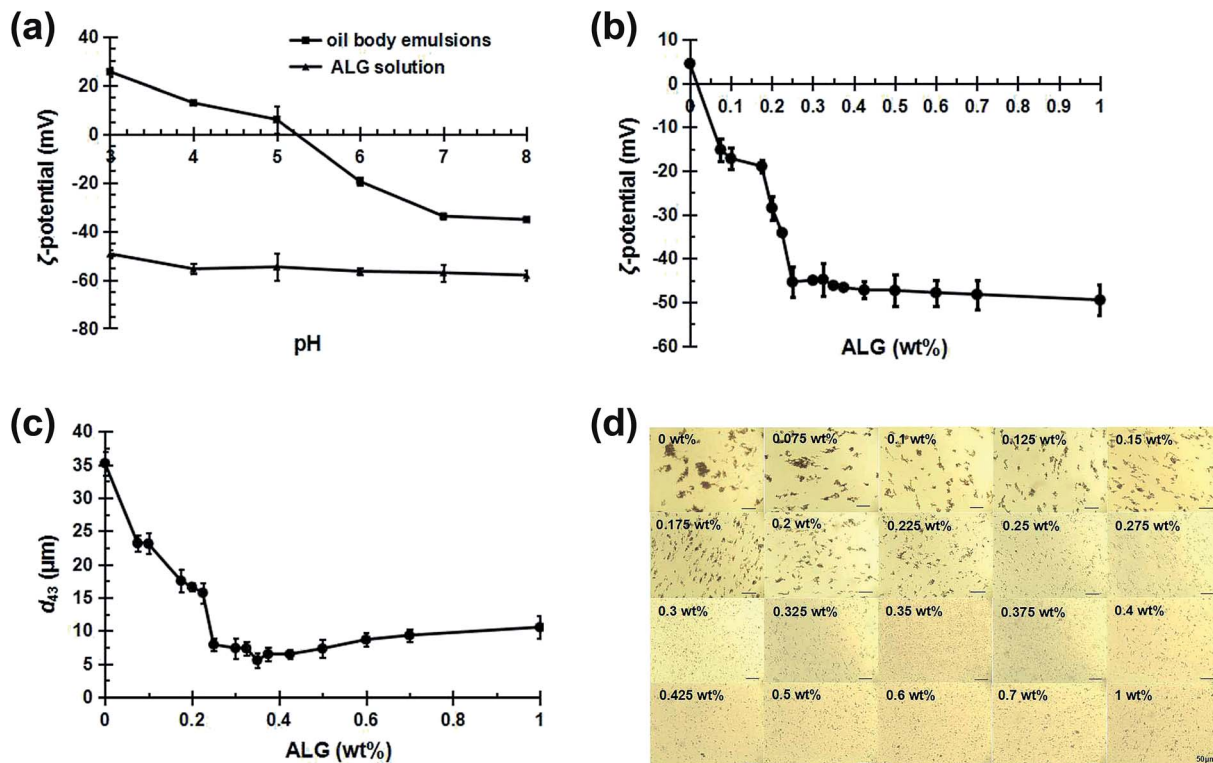 (a)
oil body emulsions
ALG solution
40
20
0
-20
-40
-60
-80
3 4 5 6 7 8
ζ-potential (mV)
pH
(b)
10
0
-10
-20
-30
-40
-50
-60
0 0.1 0.2 0.3 0.4 0.5 0.6 0.7 0.8 0.9 1
ζ-potential (mV)
ALG (wt%)
(c)
40
35
30
25
20
15
10
5
0
0 0.2 0.4 0.6 0.8 1
d43 (μm)
ALG (wt%)
(d)
0 wt% 0.075 wt% 0.1 wt% 0.125 wt% 0.15 wt%
0.175 wt% 0.2 wt% 0.225 wt% 0.25 wt% 0.275 wt%
0.3 wt% 0.325 wt% 0.35 wt% 0.375 wt% 0.4 wt%
0.425 wt% 0.5 wt% 0.6 wt% 0.7 wt% 1 wt%
50μm